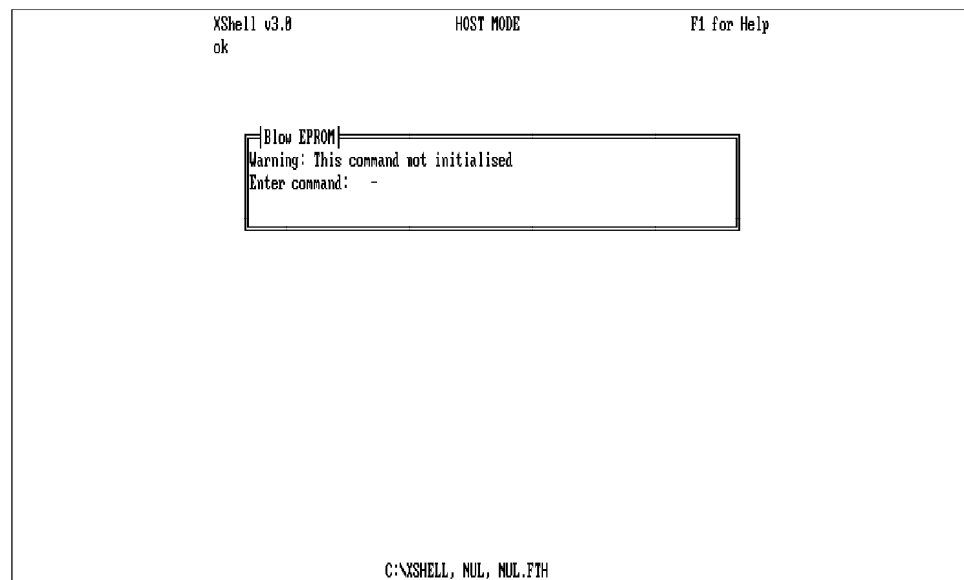 XShell v3.0 HOST MODE F1 for Help
ok
Blow EPROM
Warning: This command not initialised
Enter command: -
C:\XSHELL, NUL, NUL.FTH